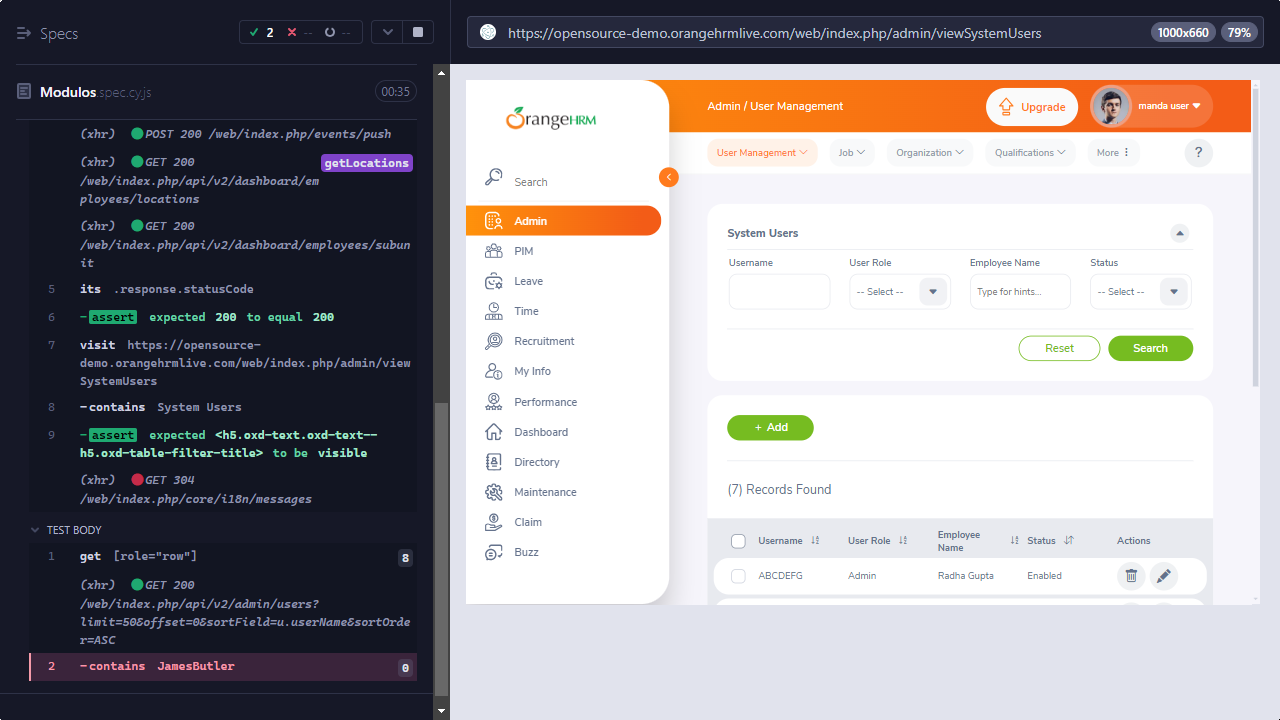 Specs
2
--
--
Modulos spec.cy.js
00:35
(xhr) POST 200 /web/index.php/events/push
(xhr) GET 200 getLocations
/web/index.php/api/v2/dashboard/em
ployees/locations
(xhr) GET 200
/web/index.php/api/v2/dashboard/employees/subun
it
5 its .response.statusCode
6 -assert expected 200 to equal 200
7 visit https://opensource-
demo.orangehrmlive.com/web/index.php/admin/view
SystemUsers
8 -contains System Users
9 -assert expected <h5.oxd-text.oxd-text--
h5.oxd-table-filter-title> to be visible
(xhr) GET 304
/web/index.php/core/i18n/messages
TEST BODY
1 get [role="row"] 8
(xhr) GET 200
/web/index.php/api/v2/admin/users?
limit=50&offset=0&sortField=u.userName&sortOrde
r=ASC
2 -contains JamesButler 0
https://opensource-demo.orangehrmlive.com/web/index.php/admin/viewSystemUsers
1000x660
79%
OrangeHRM
Search
Admin
PIM
Leave
Time
Recruitment
My Info
Performance
Dashboard
Directory
Maintenance
Claim
Buzz
Admin / User Management
Upgrade
manda user
User Management
Job
Organization
Qualifications
More
?
System Users
Username
User Role
Employee Name
Status
-- Select --
Type for hints...
-- Select --
Reset
Search
+ Add
(7) Records Found
Username
User Role
Employee
Name
Status
Actions
ABCDEFG
Admin
Radha Gupta
Enabled